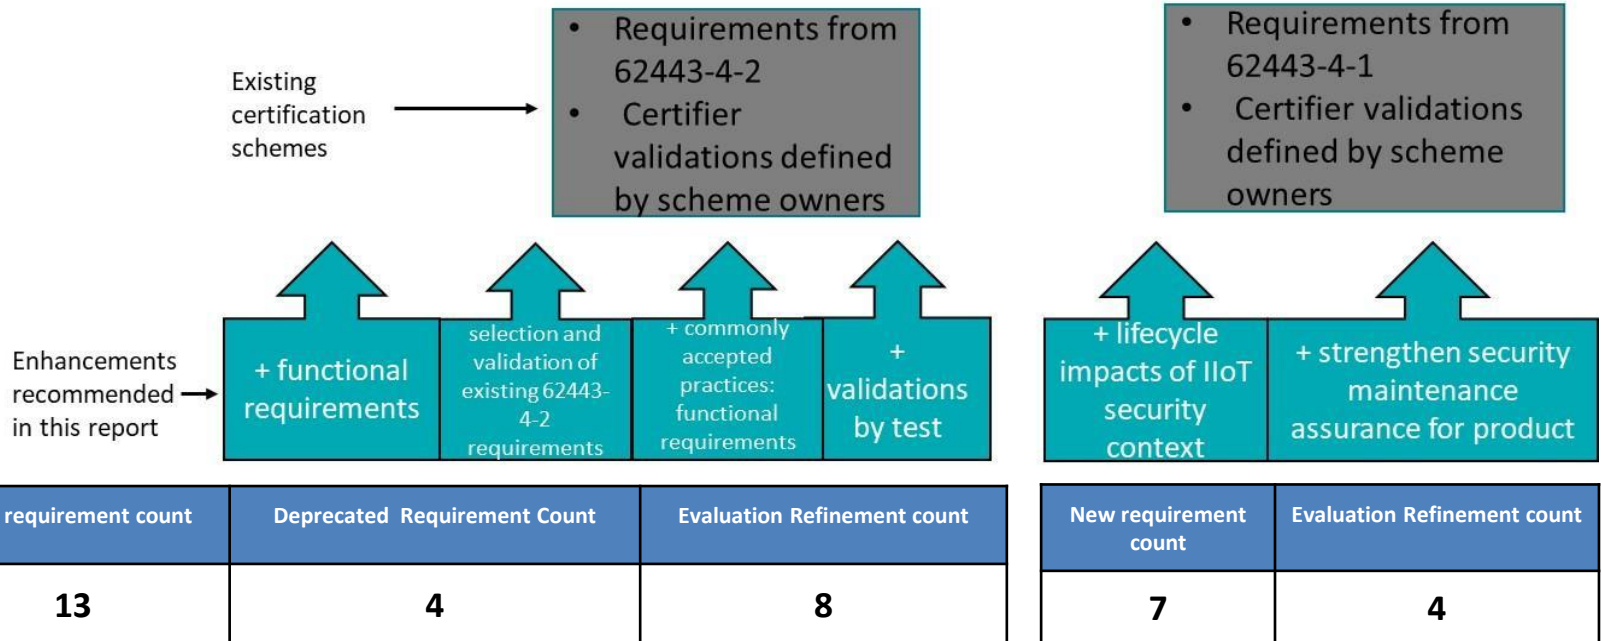 • Requirements from
62443-4-2
• Certifier
validations defined
by scheme owners
• Requirements from
62443-4-1
• Certifier validations
defined by scheme
owners
Existing
certification
schemes
Enhancements
recommended
in this report
+ functional
requirements
selection and
validation of
existing 62443-
4-2
requirements
+ commonly
accepted
practices:
functional
requirements
+
validations
by test
+ lifecycle
impacts of IIoT
security
context
+ strengthen security
maintenance
assurance for product
requirement count
Deprecated Requirement Count
Evaluation Refinement count
13
4
8
New requirement
count
Evaluation Refinement count
7
4